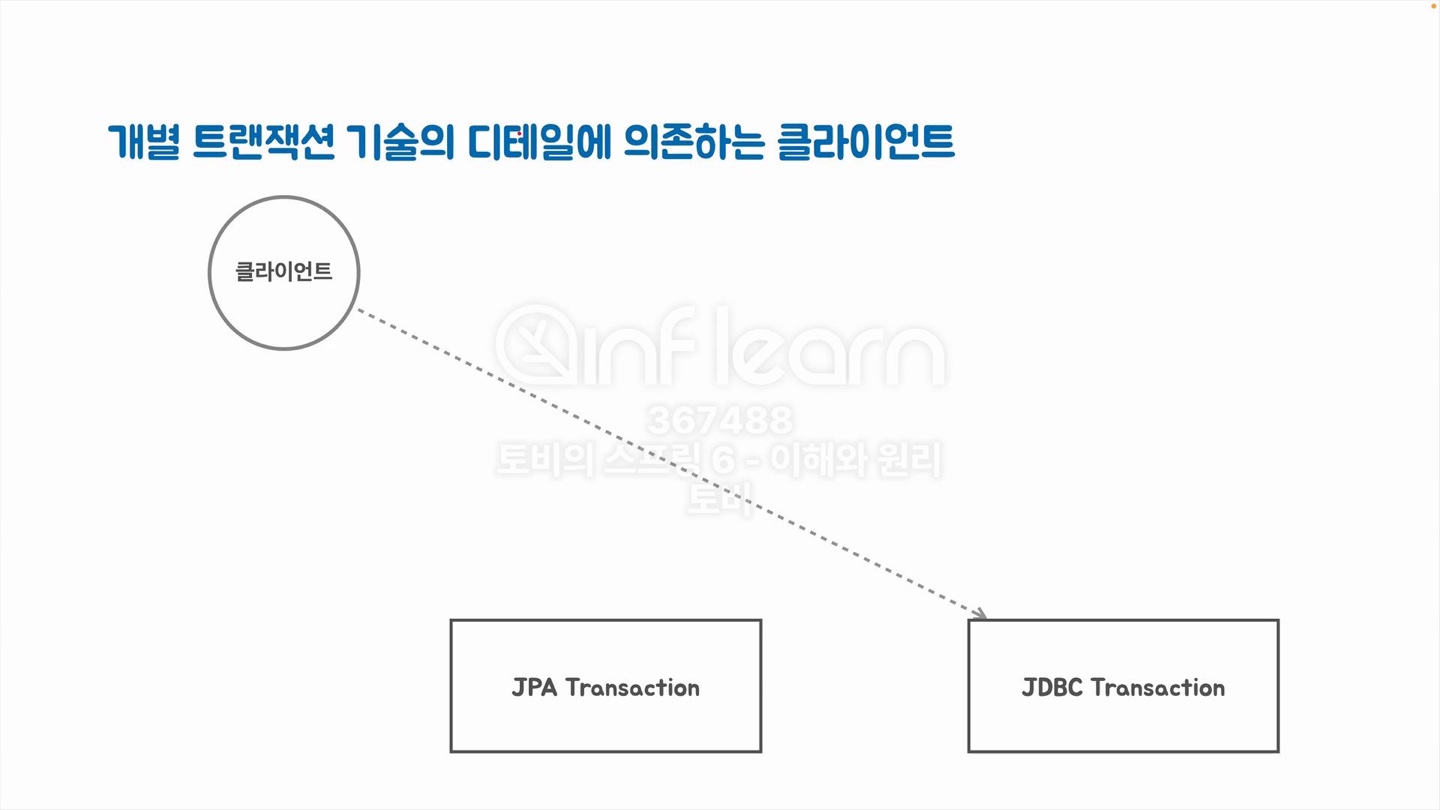 개별 트랜잭션 기술의 디테일에 의존하는 클라이언트
클라이언트
inflearn
367488
토비의 스프링 6 - 이해와 원리
토비
JPA Transaction
JDBC Transaction